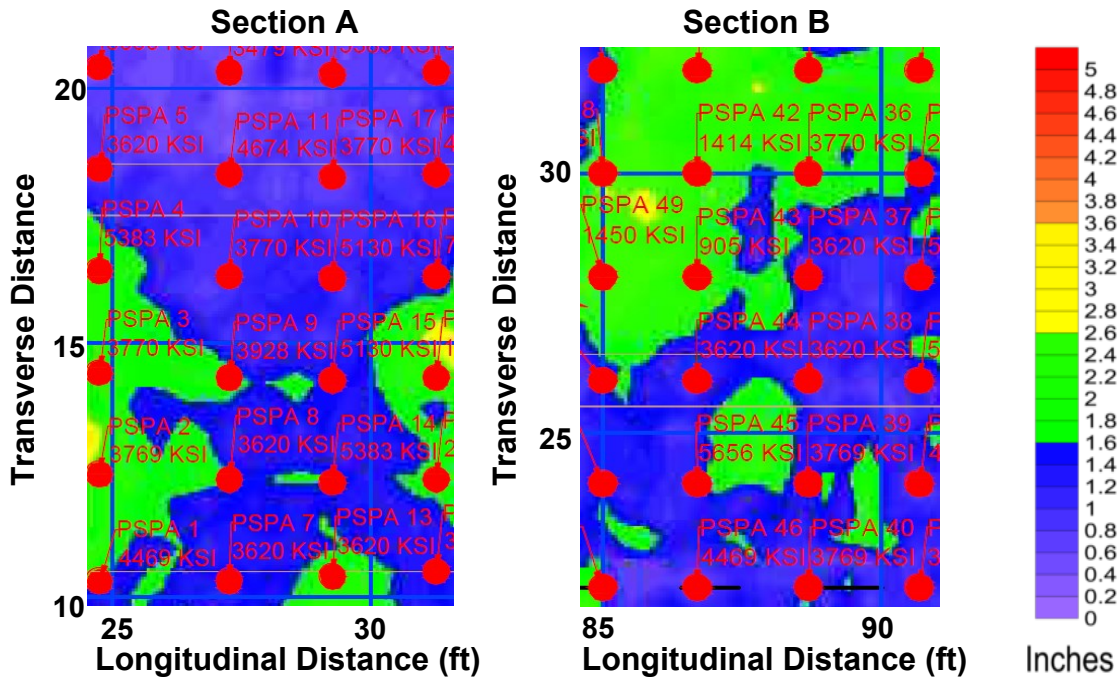 Section A
Section B
3479 KSI
20
PSPA 5
3620 KSI
PSPA 11
4674 KSI
PSPA 17
3770 KSI
PSPA 4
5383 KSI
PSPA 10
3770 KSI
PSPA 16
5130 KSI
15
PSPA 3
3770 KSI
PSPA 9
3928 KSI
PSPA 15
5130 KSI
PSPA 2
3769 KSI
PSPA 8
3620 KSI
PSPA 14
5383 KSI
PSPA 1
4469 KSI
PSPA 7
3620 KSI
PSPA 13
3620 KSI
10
25
30
Transverse Distance
Longitudinal Distance (ft)
30
PSPA 42
1414 KSI
PSPA 36
3770 KSI
PSPA 49
1450 KSI
PSPA 43
905 KSI
PSPA 37
3620 KSI
PSPA 44
3620 KSI
PSPA 38
3620 KSI
25
PSPA 45
5656 KSI
PSPA 39
3769 KSI
PSPA 46
4469 KSI
PSPA 40
3769 KSI
85
90
Transverse Distance
Longitudinal Distance (ft)
5
4.8
4.6
4.4
4.2
4
3.8
3.6
3.4
3.2
3
2.8
2.6
2.4
2.2
2
1.8
1.6
1.4
1.2
1
0.8
0.6
0.4
0.2
0
Inches